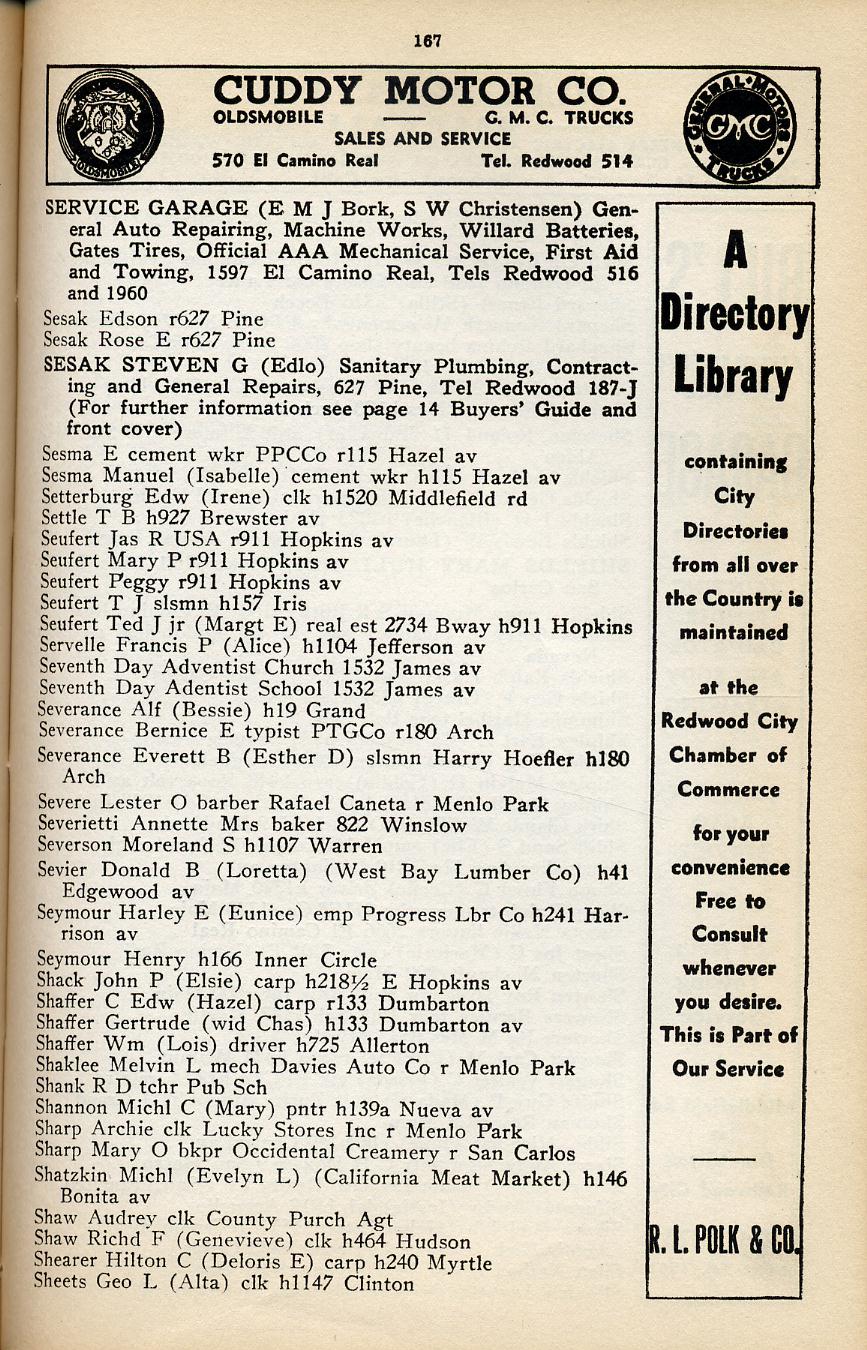 167
CUDDY MOTOR CO.
OLDSMOBILE — G. M. C. TRUCKS
SALES AND SERVICE
570 El Camino Real Tel. Redwood 514
OLDSMOBILE
GENERAL MOTORS
GMC
TRUCKS
SERVICE GARAGE (E M J Bork, S W Christensen) Gen-
eral Auto Repairing, Machine Works, Willard Batteries,
Gates Tires, Official AAA Mechanical Service, First Aid
and Towing, 1597 El Camino Real, Tels Redwood 516
and 1960
Sesak Edson r627 Pine
Sesak Rose E r627 Pine
SESAK STEVEN G (Edlo) Sanitary Plumbing, Contract-
ing and General Repairs, 627 Pine, Tel Redwood 187-J
(For further information see page 14 Buyers' Guide and
front cover)
Sesma E cement wkr PPCCo r115 Hazel av
Sesma Manuel (Isabelle) cement wkr h115 Hazel av
Setterburg Edw (Irene) clk h1520 Middlefield rd
Settle T B h927 Brewster av
Seufert Jas R USA r911 Hopkins av
Seufert Mary P r911 Hopkins av
Seufert Peggy r911 Hopkins av
Seufert T J slsmn h157 Iris
Seufert Ted J jr (Margt E) real est 2734 Bway h911 Hopkins
Servelle Francis P (Alice) h1104 Jefferson av
Seventh Day Adventist Church 1532 James av
Seventh Day Adentist School 1532 James av
Severance Alf (Bessie) h19 Grand
Severance Bernice E typist PTGCo r180 Arch
Severance Everett B (Esther D) slsmn Harry Hoefler h180
Arch
Severe Lester O barber Rafael Caneta r Menlo Park
Severietti Annette Mrs baker 822 Winslow
Severson Moreland S h1107 Warren
Sevier Donald B (Loretta) (West Bay Lumber Co) h41
Edgewood av
Seymour Harley E (Eunice) emp Progress Lbr Co h241 Har-
rison av
Seymour Henry h166 Inner Circle
Shack John P (Elsie) carp h218½ E Hopkins av
Shaffer C Edw (Hazel) carp r133 Dumbarton
Shaffer Gertrude (wid Chas) h133 Dumbarton av
Shaffer Wm (Lois) driver h725 Allerton
Shaklee Melvin L mech Davies Auto Co r Menlo Park
Shank R D tchr Pub Sch
Shannon Michl C (Mary) pntr h139a Nueva av
Sharp Archie clk Lucky Stores Inc r Menlo Park
Sharp Mary O bkpr Occidental Creamery r San Carlos
Shatzkin Michl (Evelyn L) (California Meat Market) h146
Bonita av
Shaw Audrey clk County Purch Agt
Shaw Richd F (Genevieve) clk h464 Hudson
Shearer Hilton C (Deloris E) carp h240 Myrtle
Sheets Geo L (Alta) clk h1147 Clinton
A
Directory
Library
containing
City
Directories
from all over
the Country is
maintained
at the
Redwood City
Chamber of
Commerce
for your
convenience
Free to
Consult
whenever
you desire.
This is Part of
Our Service
R. L. POLK & CO.